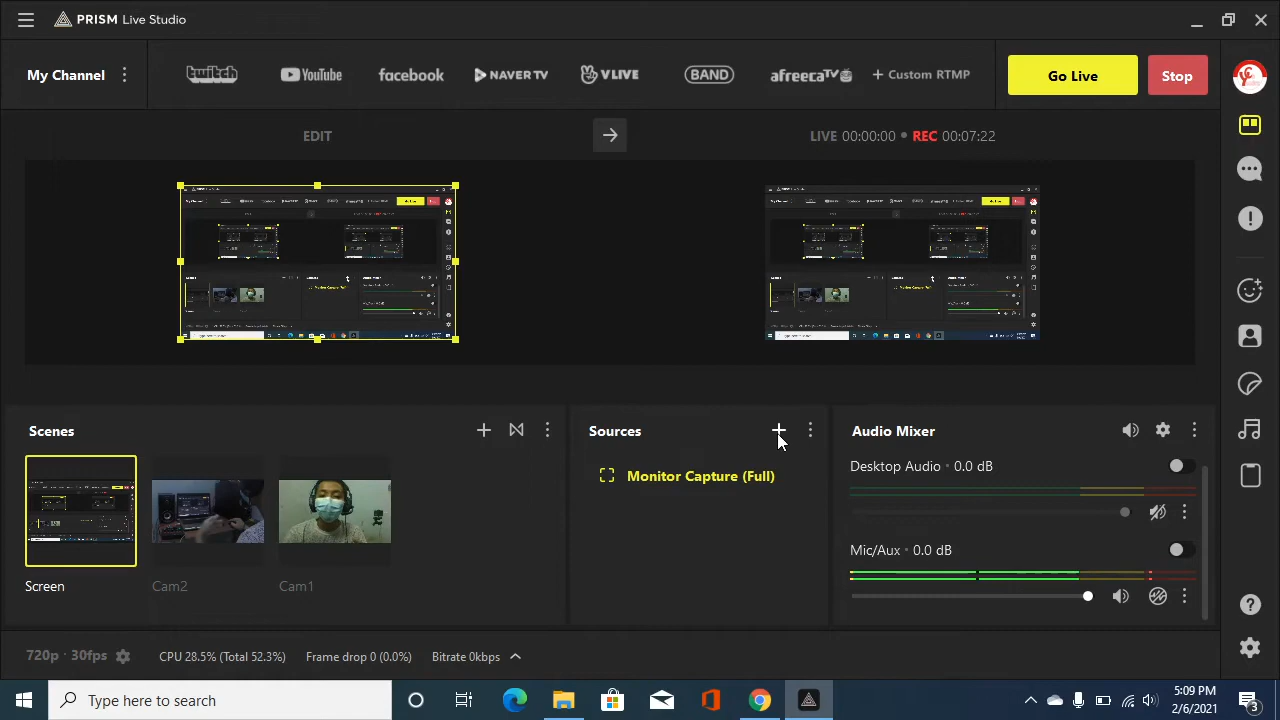 PRISM Live Studio
My Channel
twitch
YouTube
facebook
NAVER TV
VLIVE
BAND
afreecaTV
+ Custom RTMP
Go Live
Stop
EDIT
LIVE 00:00:00 • REC 00:07:22
Scenes
Screen
Cam2
Cam1
Sources
Monitor Capture (Full)
Audio Mixer
Desktop Audio • 0.0 dB
Mic/Aux • 0.0 dB
720p · 30fps
CPU 28.5% (Total 52.3%)
Frame drop 0 (0.0%)
Bitrate 0kbps
Type here to search
5:09 PM
2/6/2021
3